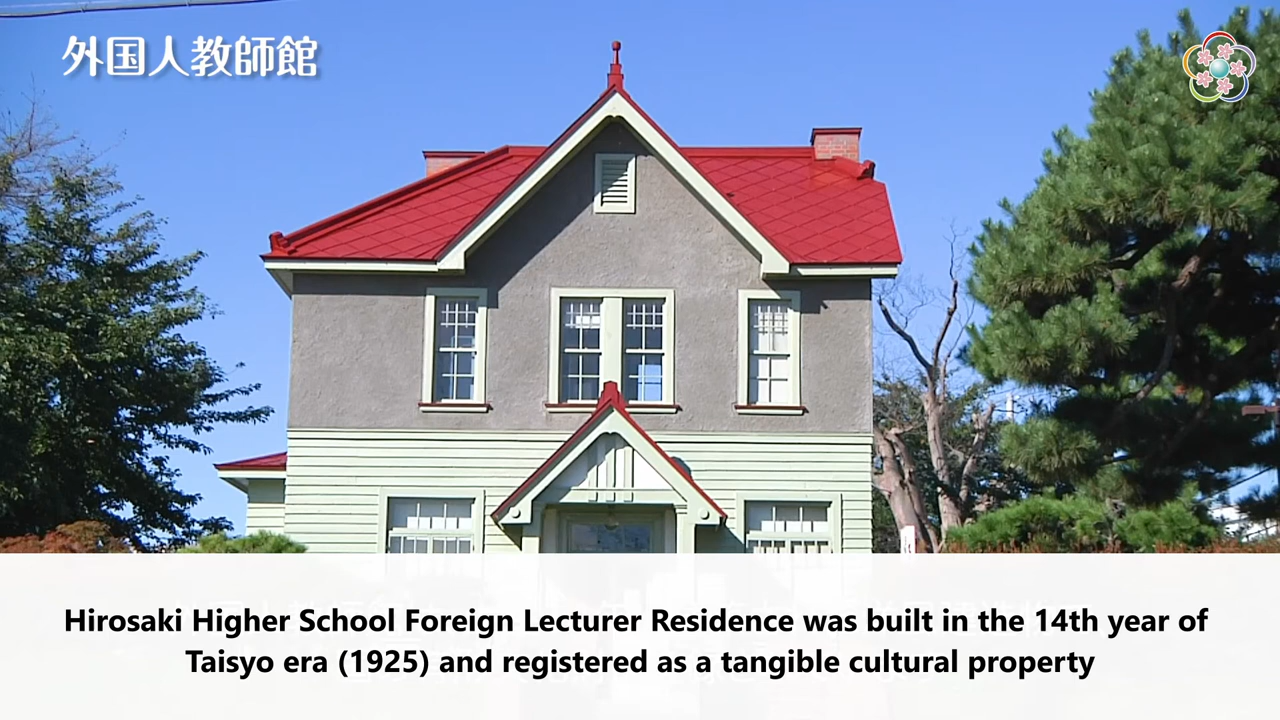 外国人教師館
Hirosaki Higher School Foreign Lecturer Residence was built in the 14th year of
Taisyo era (1925) and registered as a tangible cultural property